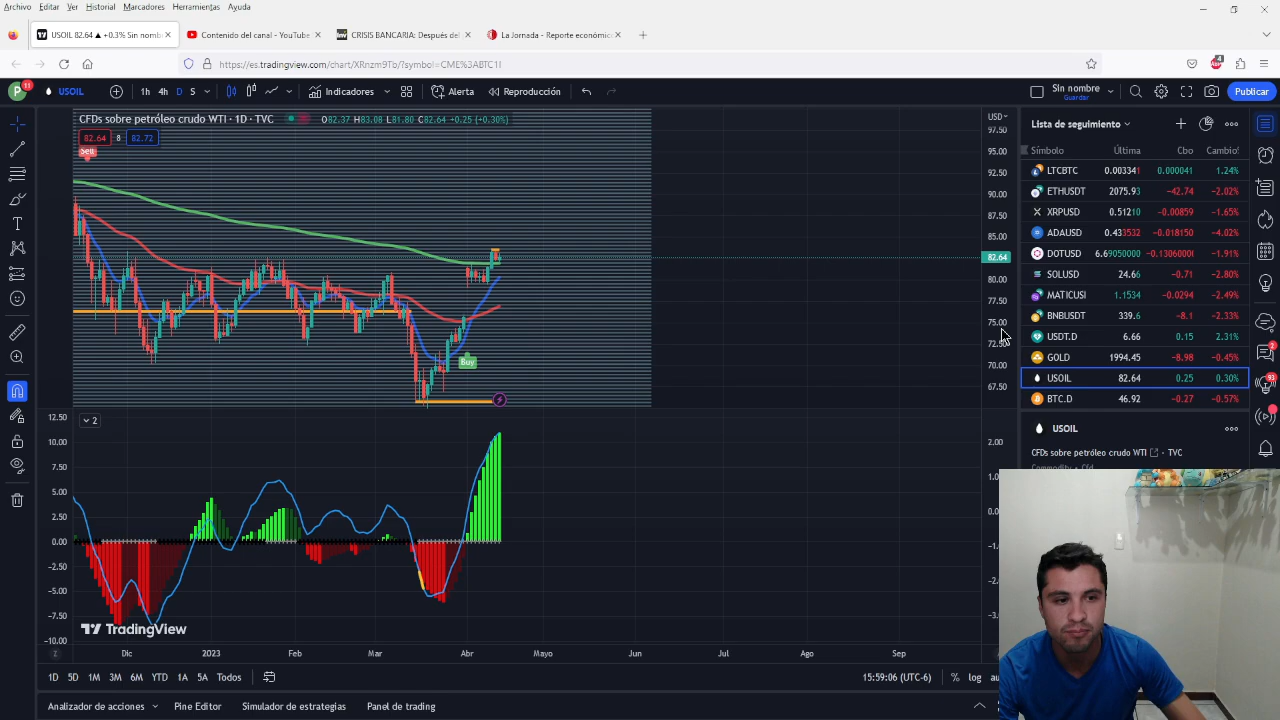 Archivo Editar Ver Historial Marcadores Herramientas Ayuda
USOIL 82.64 ▲ +0.3% Sin nomb
Contenido del canal - YouTube
CRISIS BANCARIA: Después del
La Jornada - Reporte económic
https://es.tradingview.com/chart/XRnzm9Tb/?symbol=CME%3ABTC1!
P 11 USOIL 1h 4h D S Indicadores Alerta Reproducción Sin nombre Publicar
Guardar
CFDs sobre petróleo crudo WTI · 1D · TVC O82.37 H83.08 L81.80 C82.64 +0.25 (+0.30%)
82.64 8 82.72
Sell
Buy
USD
97.50
95.00
92.50
90.00
87.50
85.00
82.64
80.00
77.50
75.00
72.50
70.00
67.50
Lista de seguimiento
Símbolo Última Cbo Cambio
LTCBTC 0.003341 0.000041 1.24%
ETHUSDT 2075.93 −42.74 −2.02%
XRPUSD 0.51210 −0.00859 −1.65%
ADAUSD 0.433532 −0.018150 −4.02%
DOTUSD 6.69050000 −0.1306000 −1.91%
SOLUSD 24.66 −0.71 −2.80%
MATICUSI 1.1534 −0.0294 −2.49%
BNBUSDT 339.6 −8.1 −2.33%
USDT.D 6.66 0.15 2.31%
GOLD 1994.45 −8.98 −0.45%
USOIL 82.64 0.25 0.30%
BTC.D 46.92 −0.27 −0.57%
USOIL
CFDs sobre petróleo crudo WTI · TVC
Commodity · Cfd
2
12.50
10.00
7.50
5.00
2.50
0.00
−2.50
−5.00
−7.50
−10.00
2.00
TradingView
Dic 2023 Feb Mar Abr Mayo Jun Jul Ago Sep
1D 5D 1M 3M 6M YTD 1A 5A Todos 15:59:06 (UTC-6) % log
Analizador de acciones Pine Editor Simulador de estrategias Panel de trading